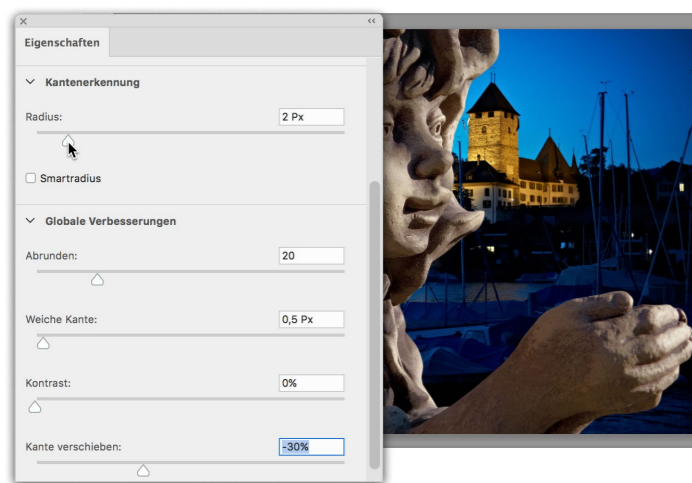 Eigenschaften
Kantenerkennung
Radius: 2 Px
Smartradius
Globale Verbesserungen
Abrunden: 20
Weiche Kante: 0,5 Px
Kontrast: 0%
Kante verschieben: -30%